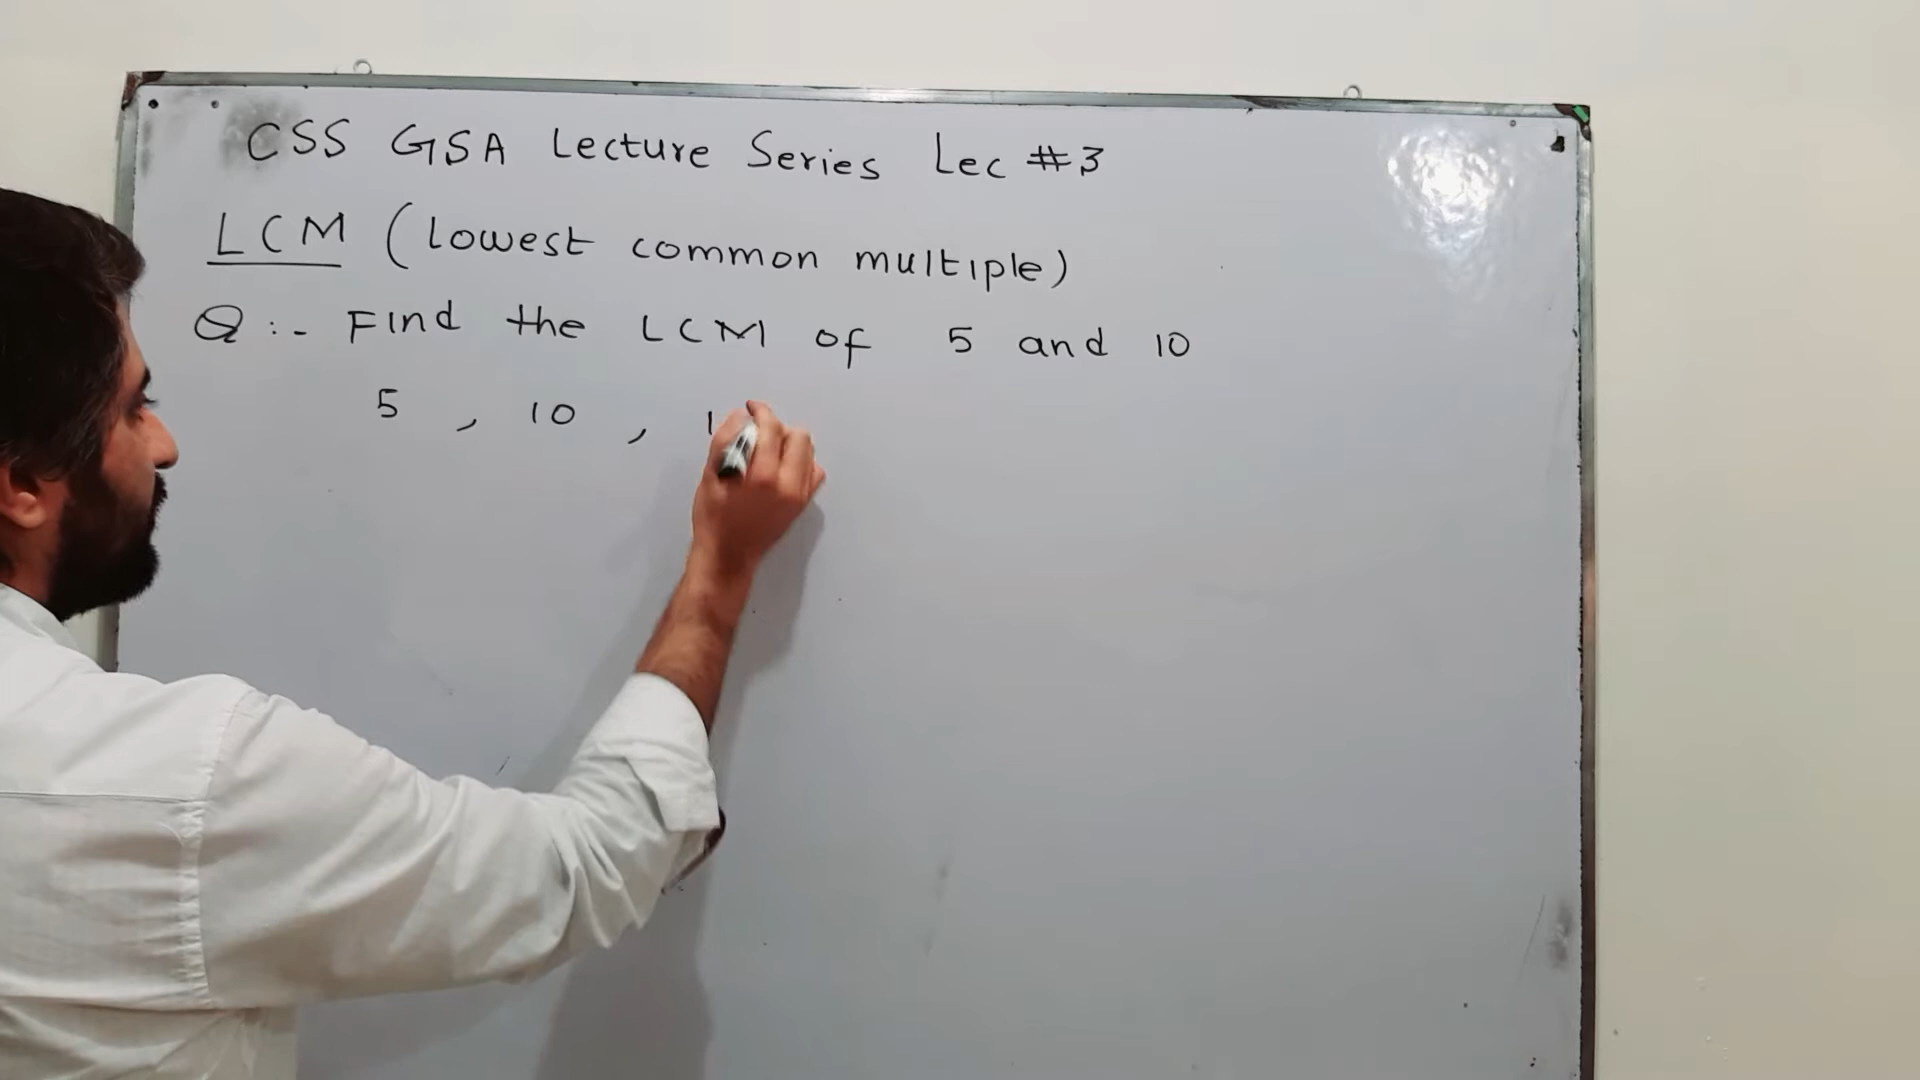 CSS GSA Lecture Series Lec #3
LCM (lowest common multiple)
Q :- Find the LCM of 5 and 10
5 , 10 , 1